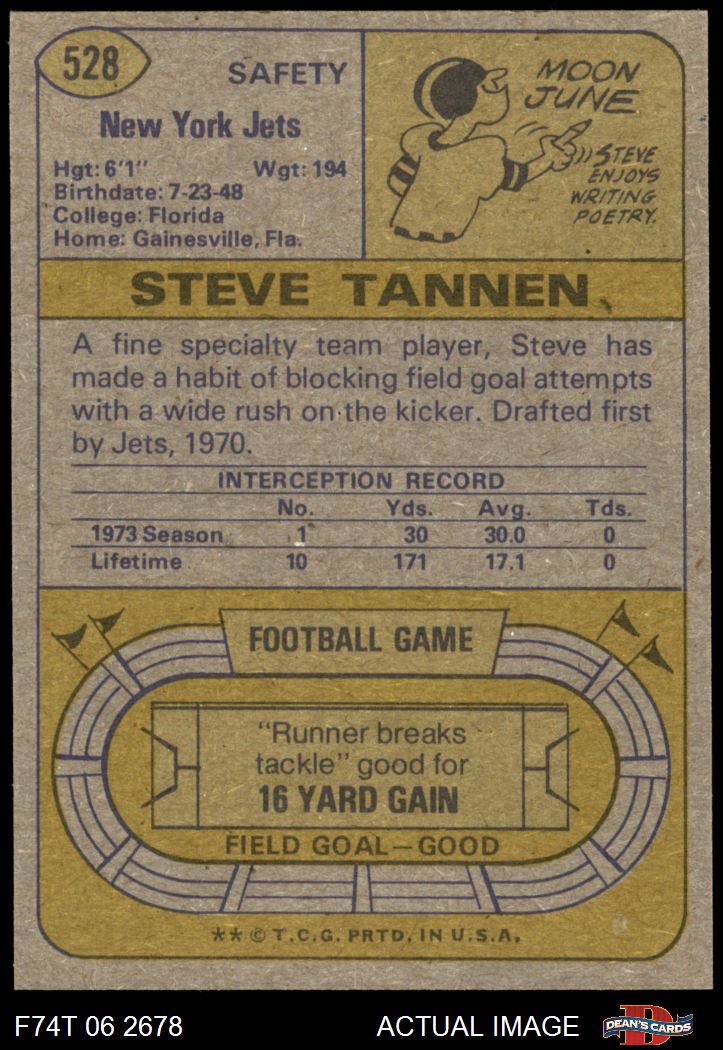 528
SAFETY
New York Jets
Hgt: 6'1" Wgt: 194
Birthdate: 7-23-48
College: Florida
Home: Gainesville, Fla.
MOON
JUNE
STEVE
ENJOYS
WRITING
POETRY.
STEVE TANNEN
A fine specialty team player, Steve has
made a habit of blocking field goal attempts
with a wide rush on the kicker. Drafted first
by Jets, 1970.
INTERCEPTION RECORD
No. Yds. Avg. Tds.
1973 Season 1 30 30.0 0
Lifetime 10 171 17.1 0
FOOTBALL GAME
"Runner breaks
tackle" good for
16 YARD GAIN
FIELD GOAL—GOOD
** © T.C.G. PRTD. IN U.S.A.
F74T 06 2678 ACTUAL IMAGE
D
DEAN'S CARDS